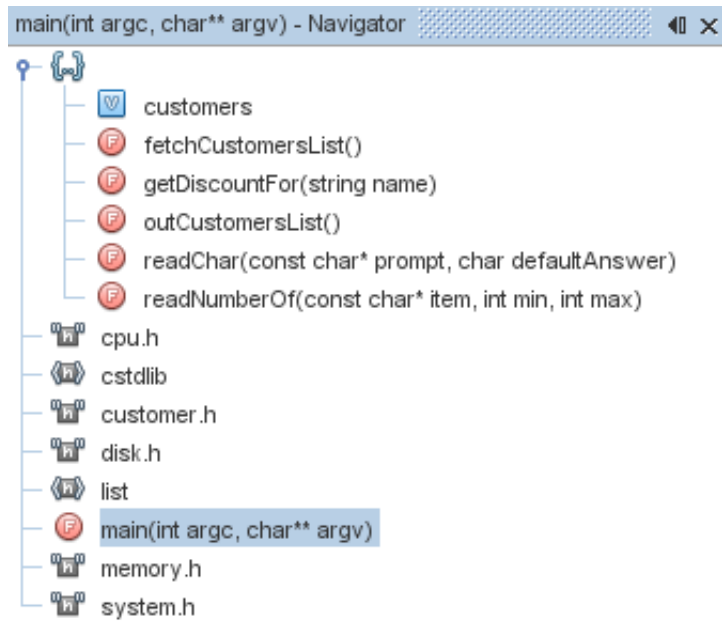 main(int argc, char** argv) - Navigator
{..}
customers
fetchCustomersList()
getDiscountFor(string name)
outCustomersList()
readChar(const char* prompt, char defaultAnswer)
readNumberOf(const char* item, int min, int max)
cpu.h
cstdlib
customer.h
disk.h
list
main(int argc, char** argv)
memory.h
system.h